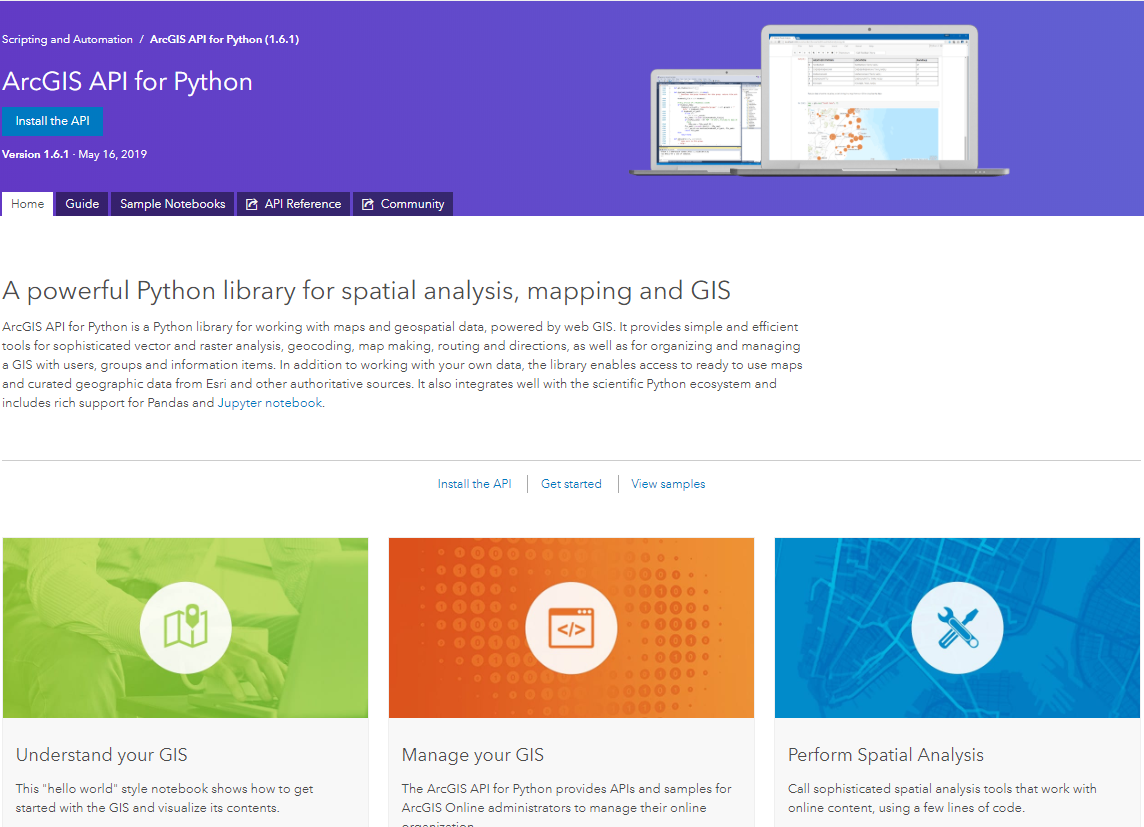 Scripting and Automation / ArcGIS API for Python (1.6.1)
ArcGIS API for Python
Install the API
Version 1.6.1 · May 16, 2019
Home Guide Sample Notebooks API Reference Community
A powerful Python library for spatial analysis, mapping and GIS
ArcGIS API for Python is a Python library for working with maps and geospatial data, powered by web GIS. It provides simple and efficient
tools for sophisticated vector and raster analysis, geocoding, map making, routing and directions, as well as for organizing and managing
a GIS with users, groups and information items. In addition to working with your own data, the library enables access to ready to use maps
and curated geographic data from Esri and other authoritative sources. It also integrates well with the scientific Python ecosystem and
includes rich support for Pandas and Jupyter notebook.
Install the API Get started View samples
</>
Understand your GIS
This "hello world" style notebook shows how to get
started with the GIS and visualize its contents.
Manage your GIS
The ArcGIS API for Python provides APIs and samples for
ArcGIS Online administrators to manage their online
organization.
Perform Spatial Analysis
Call sophisticated spatial analysis tools that work with
online content, using a few lines of code.